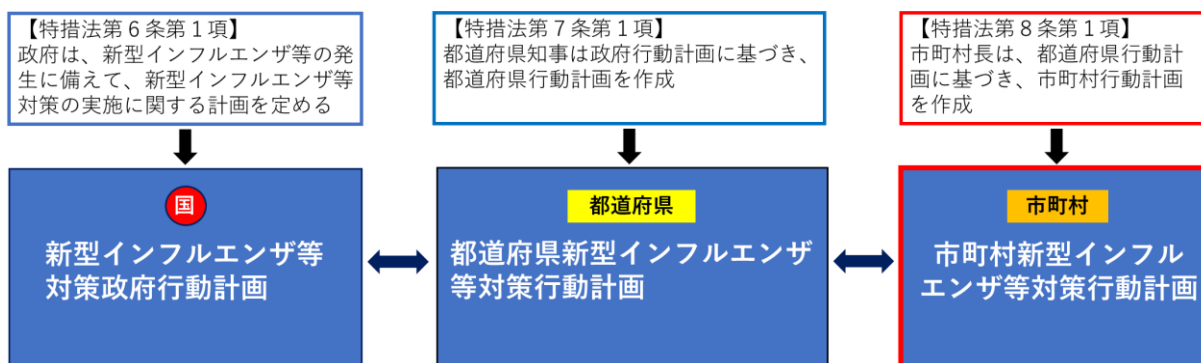 【特措法第６条第１項】
政府は、新型インフルエンザ等の発
生に備えて、新型インフルエンザ等
対策の実施に関する計画を定める
【特措法第７条第１項】
都道府県知事は政府行動計画に基づき、
都道府県行動計画を作成
【特措法第８条第１項】
市町村長は、都道府県行動計
画に基づき、市町村行動計画
を作成
国
新型インフルエンザ等
対策政府行動計画
都道府県
都道府県新型インフルエンザ
等対策行動計画
市町村
市町村新型インフル
エンザ等対策行動計画